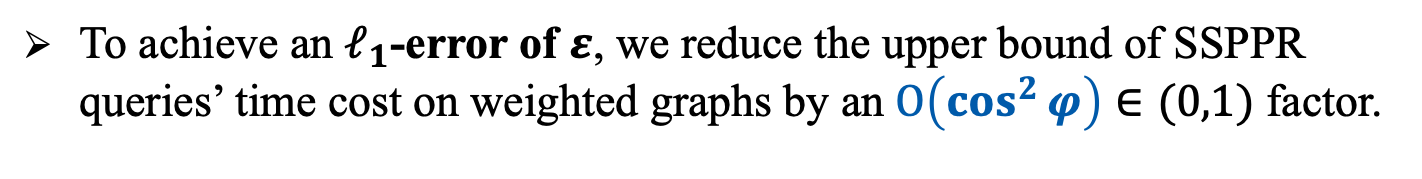 ➢ To achieve an ℓ₁-error of ε, we reduce the upper bound of SSPPR
queries’ time cost on weighted graphs by an O(cos² φ) ∈ (0,1) factor.